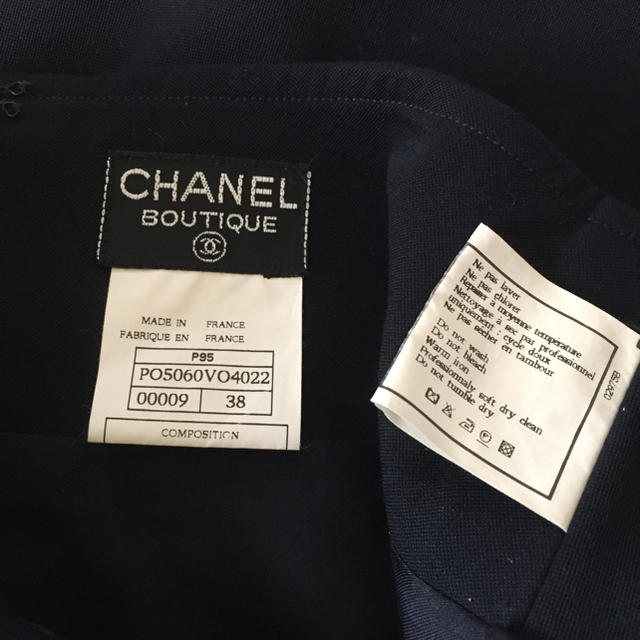 CHANEL
BOUTIQUE
MADE IN FRANCE
FABRIQUE EN FRANCE
P95
PO5060VO4022
00009 38
COMPOSITION
Ne pas laver
Ne pas chlorer
Repasser à moyenne température
Nettoyage à sec par professionnel
uniquement, cycle doux
Ne pas sécher en tambour
Do not wash
Do not bleach
Warm iron
Professionnaly soft dry clean
Do not tumble dry